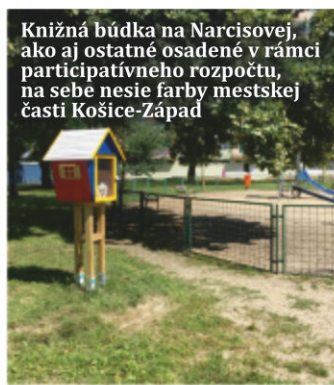 Knižná búdka na Narcisovej,
ako aj ostatné osadené v rámci
participatívneho rozpočtu,
na sebe nesie farby mestskej
časti Košice-Západ